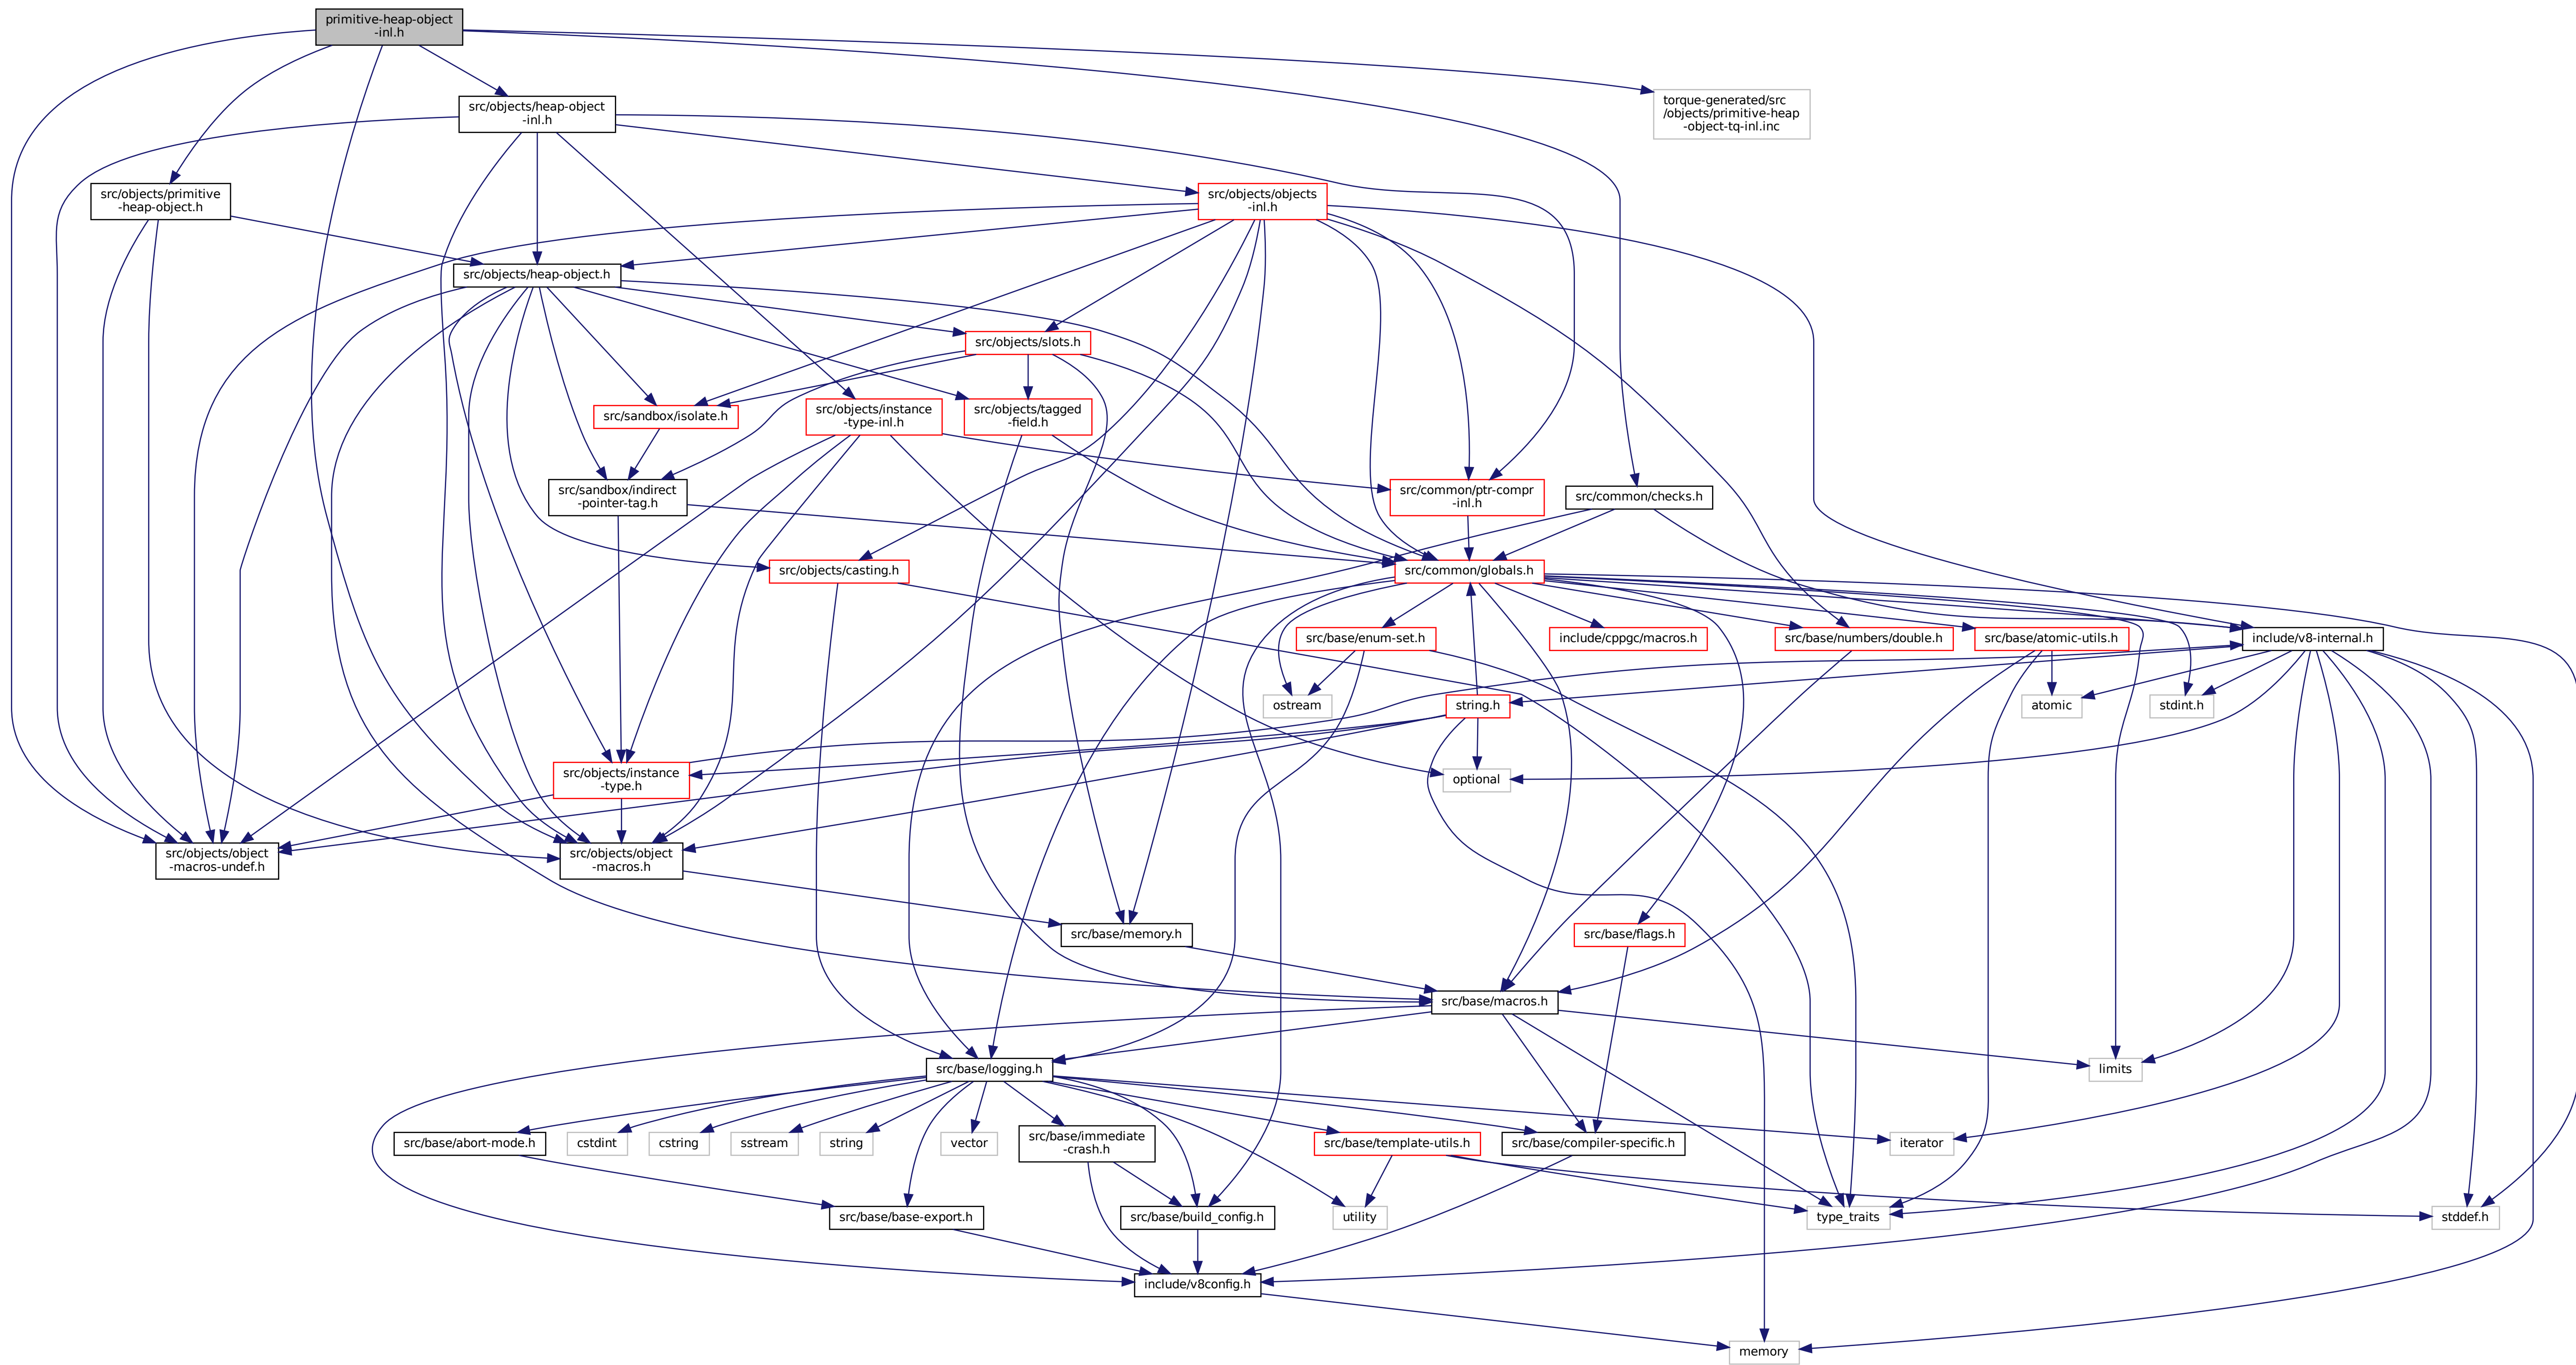 primitive-heap-object
-inl.h
torque-generated/src
/objects/primitive-heap
-object-tq-inl.inc
src/objects/heap-object
-inl.h
src/objects/primitive
-heap-object.h
src/objects/objects
-inl.h
src/objects/heap-object.h
src/objects/slots.h
src/sandbox/isolate.h
src/objects/instance
-type-inl.h
src/objects/tagged
-field.h
src/sandbox/indirect
-pointer-tag.h
src/common/ptr-compr
-inl.h
src/common/checks.h
src/objects/casting.h
src/common/globals.h
src/base/enum-set.h
include/cppgc/macros.h
src/base/numbers/double.h
src/base/atomic-utils.h
include/v8-internal.h
ostream
string.h
atomic
stdint.h
src/objects/instance
-type.h
optional
src/objects/object
-macros-undef.h
src/objects/object
-macros.h
src/base/memory.h
src/base/flags.h
src/base/macros.h
src/base/logging.h
limits
src/base/abort-mode.h
cstdint
cstring
sstream
string
vector
src/base/immediate
-crash.h
src/base/template-utils.h
src/base/compiler-specific.h
iterator
src/base/base-export.h
src/base/build_config.h
utility
type_traits
stddef.h
include/v8config.h
memory